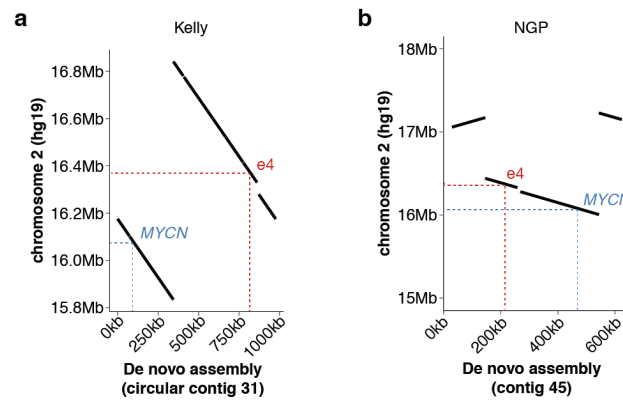 a
Kelly
chromosome 2 (hg19)
16.8Mb
16.6Mb
16.4Mb
16.2Mb
16.0Mb
15.8Mb
e4
MYCN
0kb
250kb
500kb
750kb
1000kb
De novo assembly
(circular contig 31)
b
NGP
chromosome 2 (hg19)
18Mb
17Mb
16Mb
15Mb
e4
MYCN
0kb
200kb
400kb
600kb
De novo assembly
(contig 45)